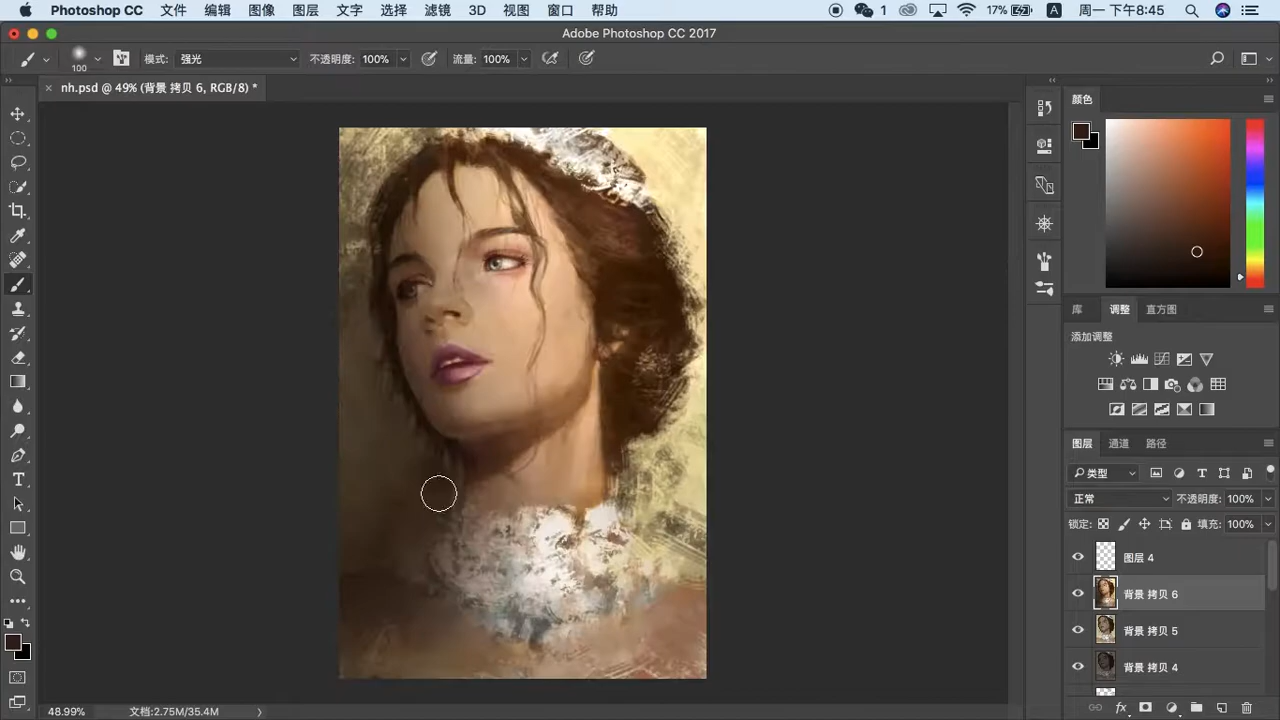 Photoshop CC 文件 编辑 图像 图层 文字 选择 滤镜 3D 视图 窗口 帮助 1 17% A 周一 下午8:45
Adobe Photoshop CC 2017
100 模式: 强光 不透明度: 100% 流量: 100%
× nh.psd @ 49% (背景 拷贝 6, RGB/8) *
颜色
库 调整 直方图
添加调整
图层 通道 路径
类型
正常 不透明度: 100%
锁定: 填充: 100%
图层 4
背景 拷贝 6
背景 拷贝 5
背景 拷贝 4
48.99% 文档:2.75M/35.4M